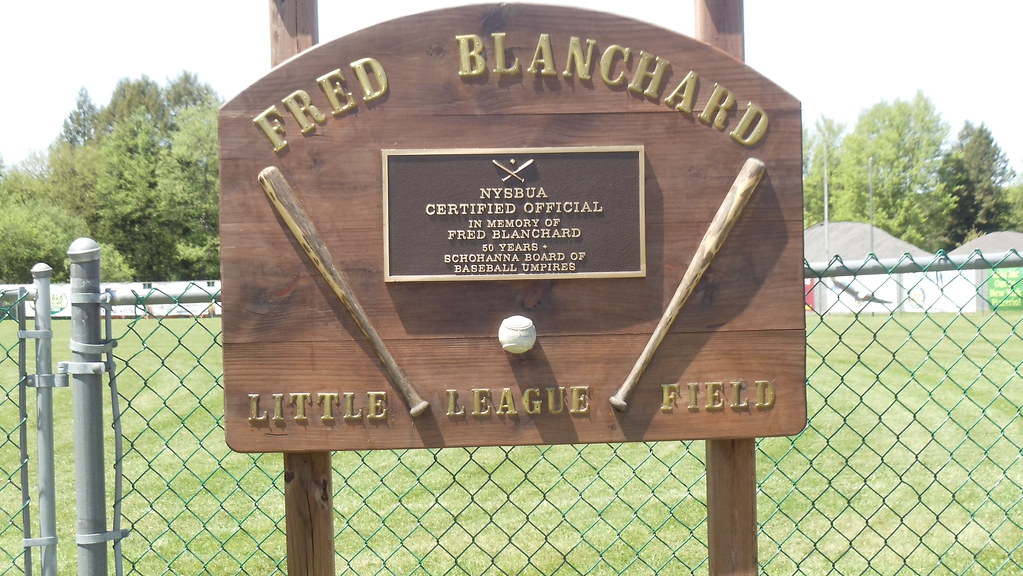 FRED BLANCHARD
NYSBUA
CERTIFIED OFFICIAL
IN MEMORY OF
FRED BLANCHARD
50 YEARS +
SCHOHANNA BOARD OF
BASEBALL UMPIRES
LITTLE LEAGUE FIELD